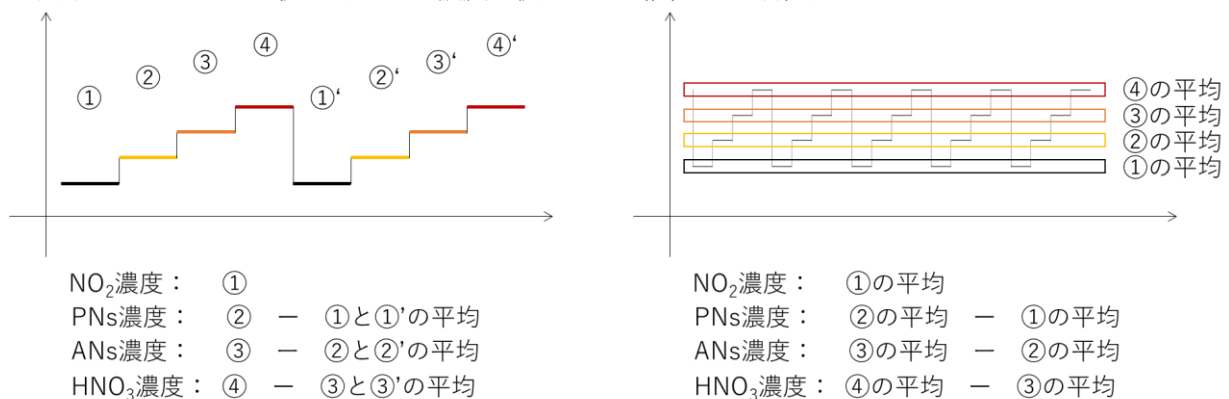 ①
②
③
④
①‘
②‘
③‘
④‘
NO₂濃度： ①
PNs濃度： ② － ①と①’の平均
ANs濃度： ③ － ②と②’の平均
HNO₃濃度： ④ － ③と③’の平均
④の平均
③の平均
②の平均
①の平均
NO₂濃度： ①の平均
PNs濃度： ②の平均 － ①の平均
ANs濃度： ③の平均 － ②の平均
HNO₃濃度： ④の平均 － ③の平均